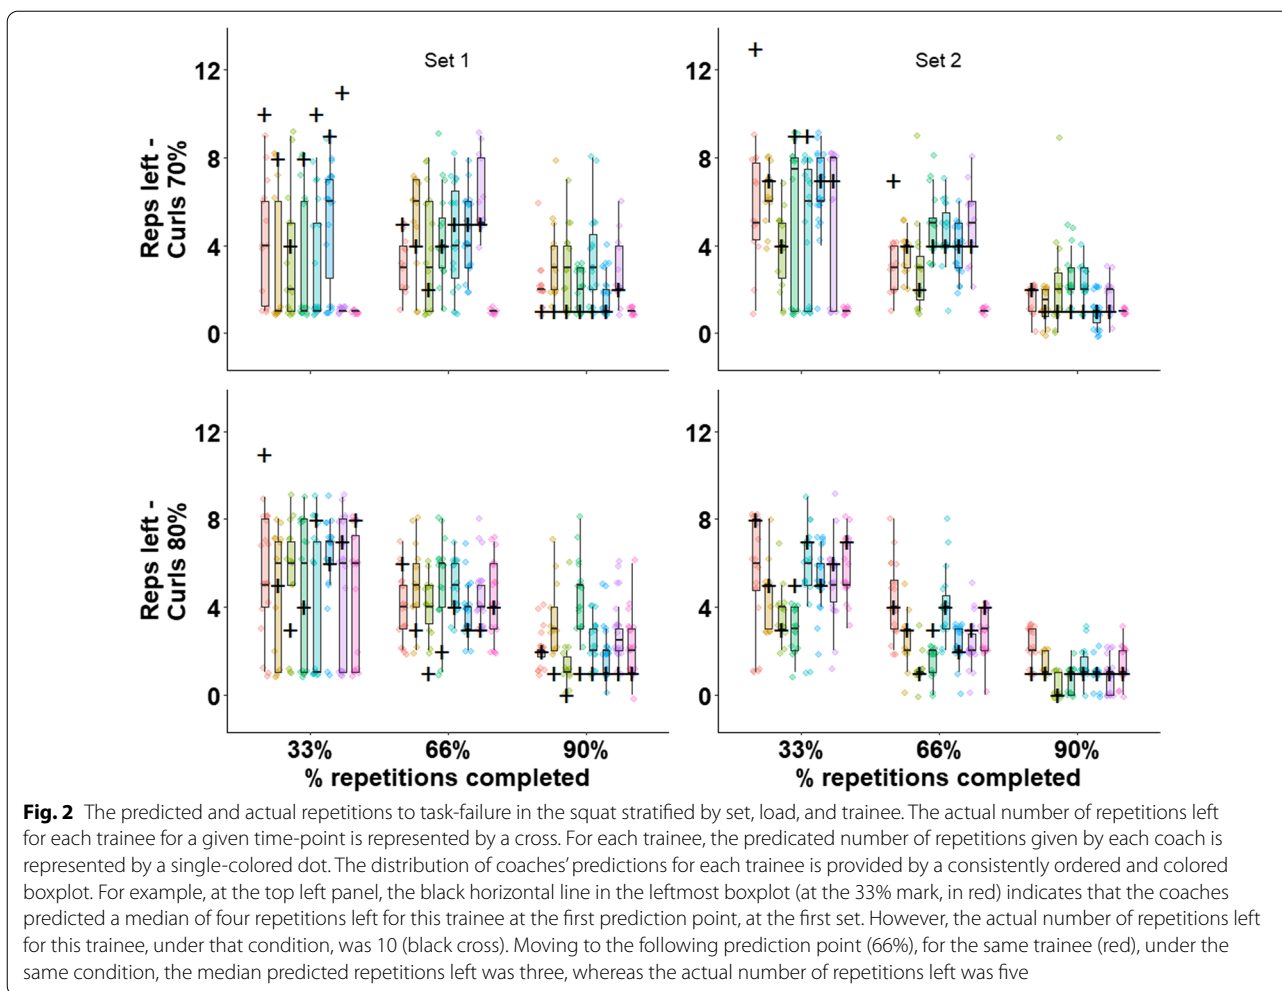 Set 1
Set 2
Reps left -
Curls 70%
12
8
4
0
12
8
4
0
Reps left -
Curls 80%
12
8
4
0
12
8
4
0
33% 66% 90%
33% 66% 90%
% repetitions completed
% repetitions completed
Fig. 2 The predicted and actual repetitions to task-failure in the squat stratified by set, load, and trainee. The actual number of repetitions left
for each trainee for a given time-point is represented by a cross. For each trainee, the predicated number of repetitions given by each coach is
represented by a single-colored dot. The distribution of coaches’ predictions for each trainee is provided by a consistently ordered and colored
boxplot. For example, at the top left panel, the black horizontal line in the leftmost boxplot (at the 33% mark, in red) indicates that the coaches
predicted a median of four repetitions left for this trainee at the first prediction point, at the first set. However, the actual number of repetitions left
for this trainee, under that condition, was 10 (black cross). Moving to the following prediction point (66%), for the same trainee (red), under the
same condition, the median predicted repetitions left was three, whereas the actual number of repetitions left was five